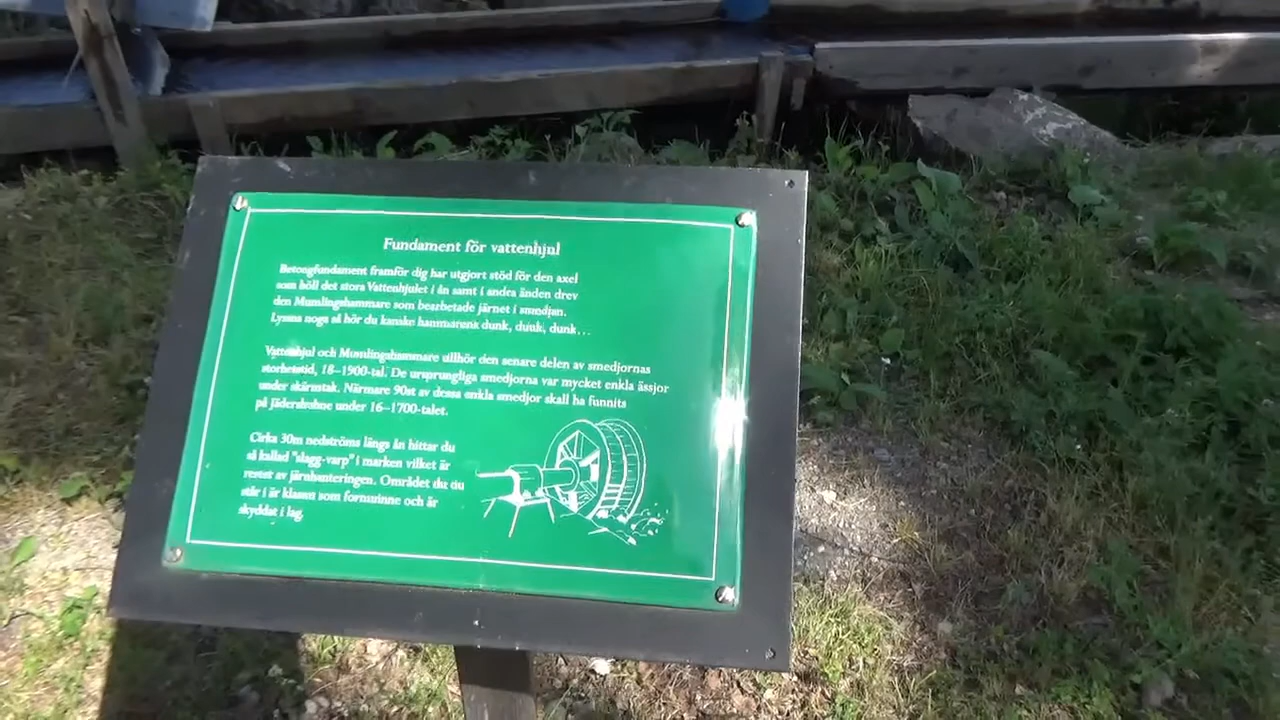 Fundament för vattenhjul
Betongfundament framför dig har utgjort stöd för den axel
som höll det stora Vattenhjulet i ån samt i andra änden drev
den Mumlingshammare som bearbetade järnet i smedjan.
Lyssna noga så hör du kanske hammarens dunk, dunk, dunk...
Vattenhjul och Mumlingshammare tillhör den senare delen av smedjornas
storhetstid, 18–1900-tal. De ursprungliga smedjorna var mycket enkla ässjor
under skärmtak. Närmare 90st av dessa enkla smedjor skall ha funnits
på Jädersbruk under 16–1700-talet.
Cirka 30m nedströms längs ån hittar du
så kallad "slagg-varp" i marken vilket är
rester av järnhanteringen. Området du nu
står i är klassat som fornminne och är
skyddat i lag.